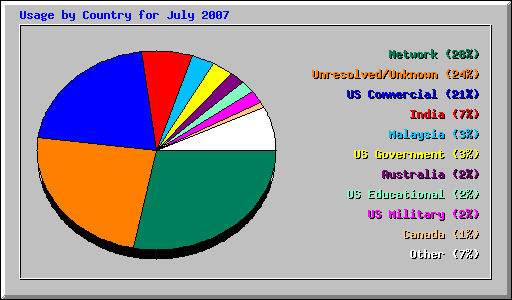 Usage by Country for July 2007
Network (28%)
Unresolved/Unknown (24%)
US Commercial (21%)
India (7%)
Malaysia (3%)
US Government (3%)
Australia (2%)
US Educational (2%)
US Military (2%)
Canada (1%)
Other (7%)